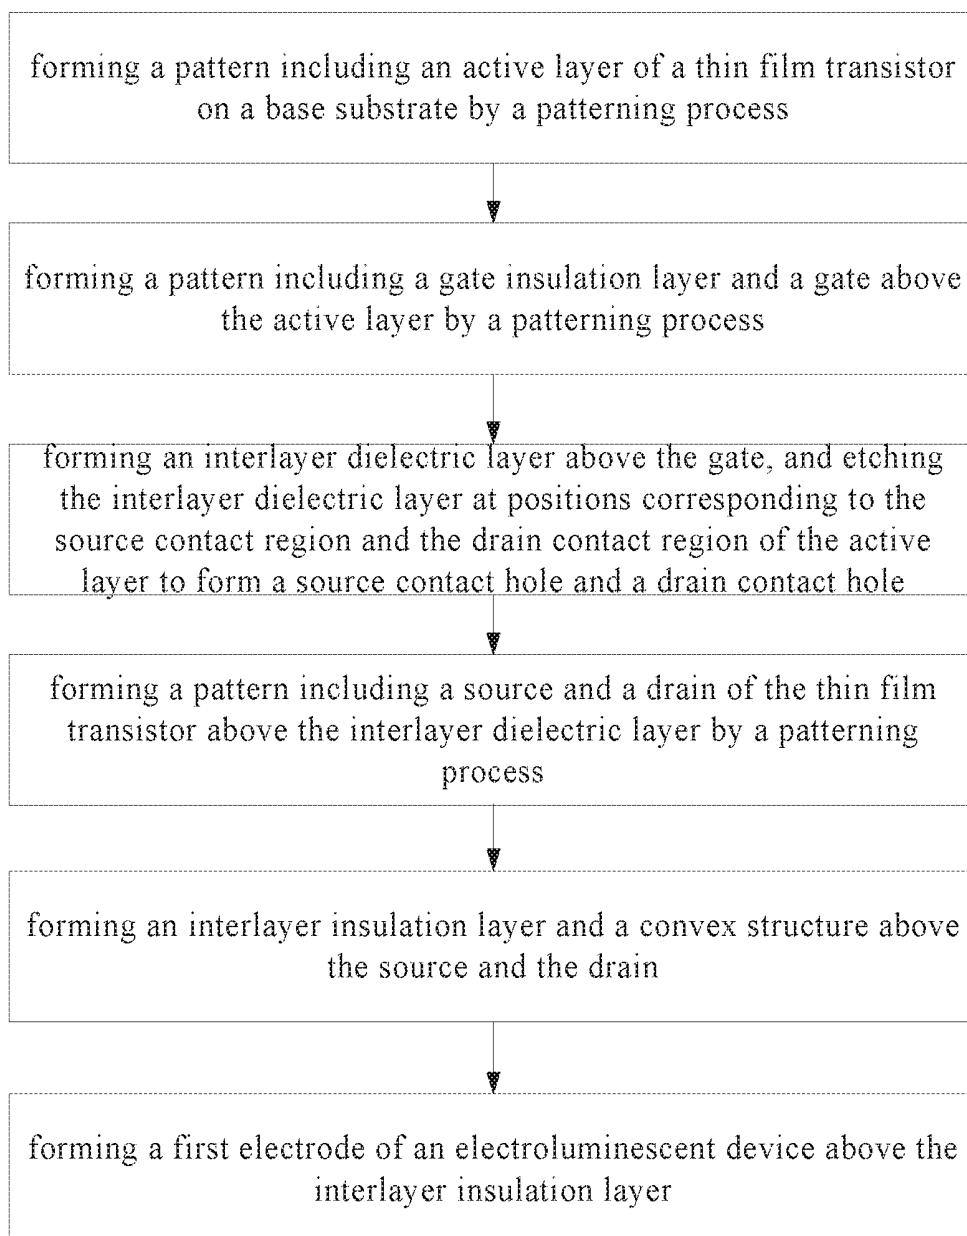 forming a pattern including an active layer of a thin film transistor
on a base substrate by a patterning process
forming a pattern including a gate insulation layer and a gate above
the active layer by a patterning process
forming an interlayer dielectric layer above the gate, and etching
the interlayer dielectric layer at positions corresponding to the
source contact region and the drain contact region of the active
layer to form a source contact hole and a drain contact hole
forming a pattern including a source and a drain of the thin film
transistor above the interlayer dielectric layer by a patterning
process
forming an interlayer insulation layer and a convex structure above
the source and the drain
forming a first electrode of an electroluminescent device above the
interlayer insulation layer